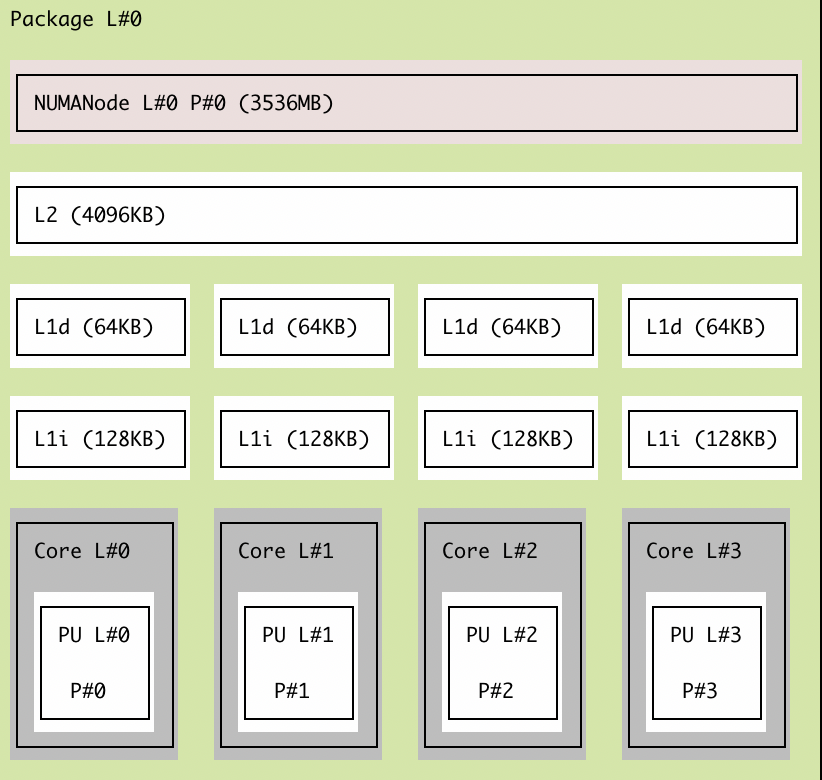 Package L#0
NUMANode L#0 P#0 (3536MB)
L2 (4096KB)
L1d (64KB) L1d (64KB) L1d (64KB) L1d (64KB)
L1i (128KB) L1i (128KB) L1i (128KB) L1i (128KB)
Core L#0 Core L#1 Core L#2 Core L#3
PU L#0 PU L#1 PU L#2 PU L#3
P#0 P#1 P#2 P#3